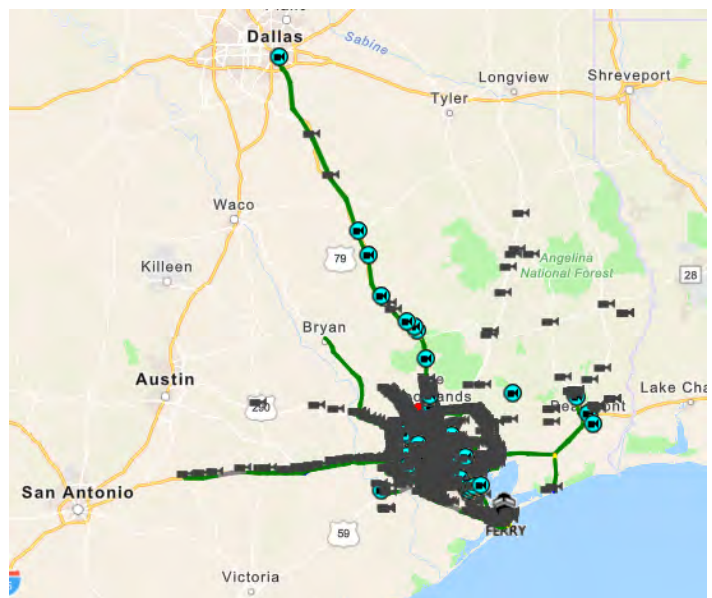 Dallas
Sabine
Longview
Shreveport
Tyler
Waco
79
Angelina
National Forest
28
Killeen
Bryan
Austin
290
Lake Cha
San Antonio
59
FERRY
Victoria